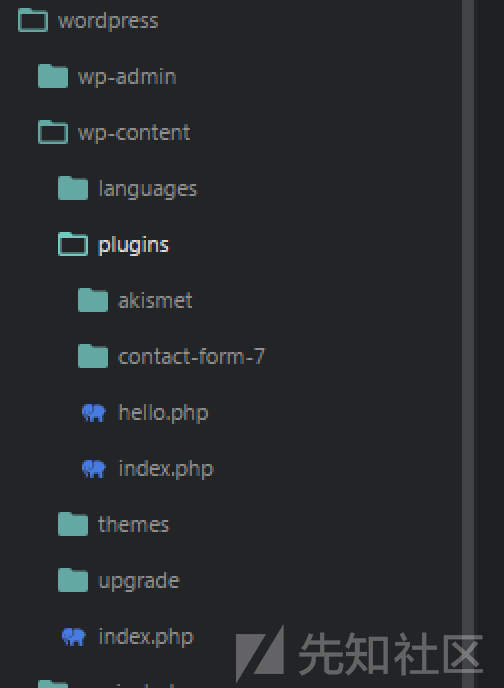 wordpress
wp-admin
wp-content
languages
plugins
akismet
contact-form-7
hello.php
index.php
themes
upgrade
index.php
先知社区